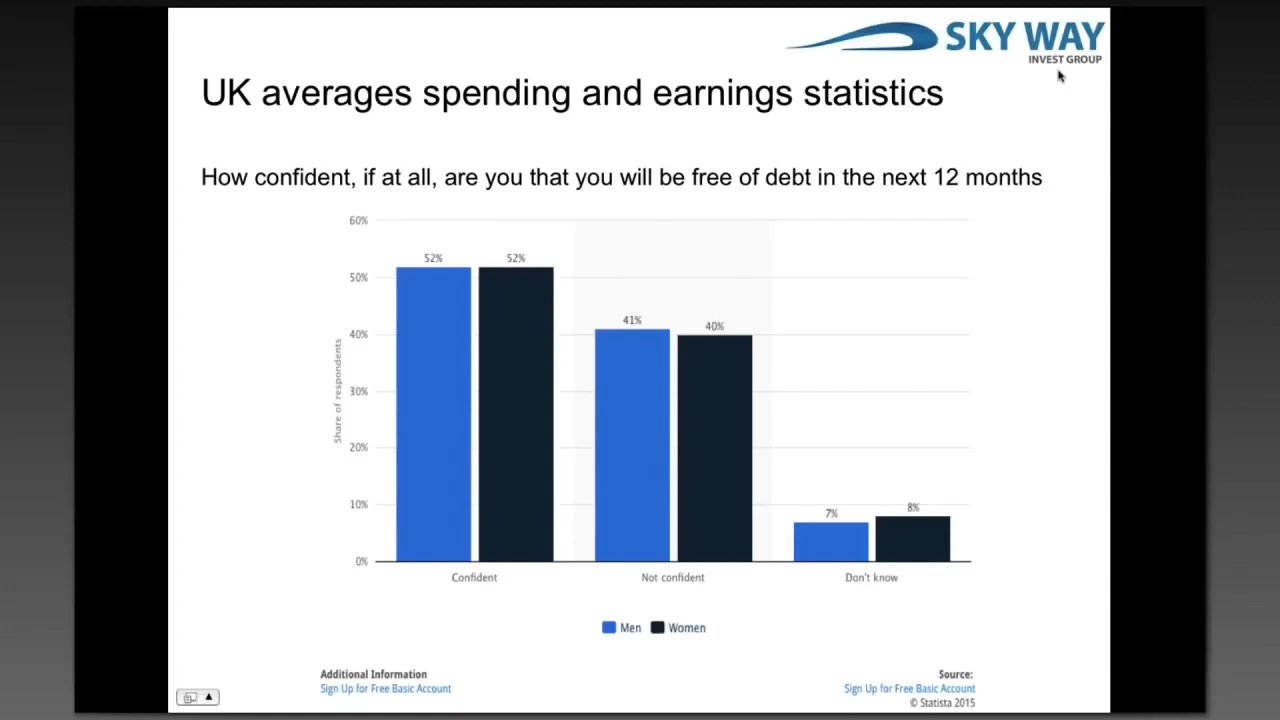 SKY WAY
INVEST GROUP
UK averages spending and earnings statistics
How confident, if at all, are you that you will be free of debt in the next 12 months
60%
50%
40%
30%
20%
10%
0%
Share of respondents
52%
52%
41%
40%
7%
8%
Confident
Not confident
Don't know
Men
Women
Additional Information
Sign Up for Free Basic Account
Source:
Sign Up for Free Basic Account
© Statista 2015